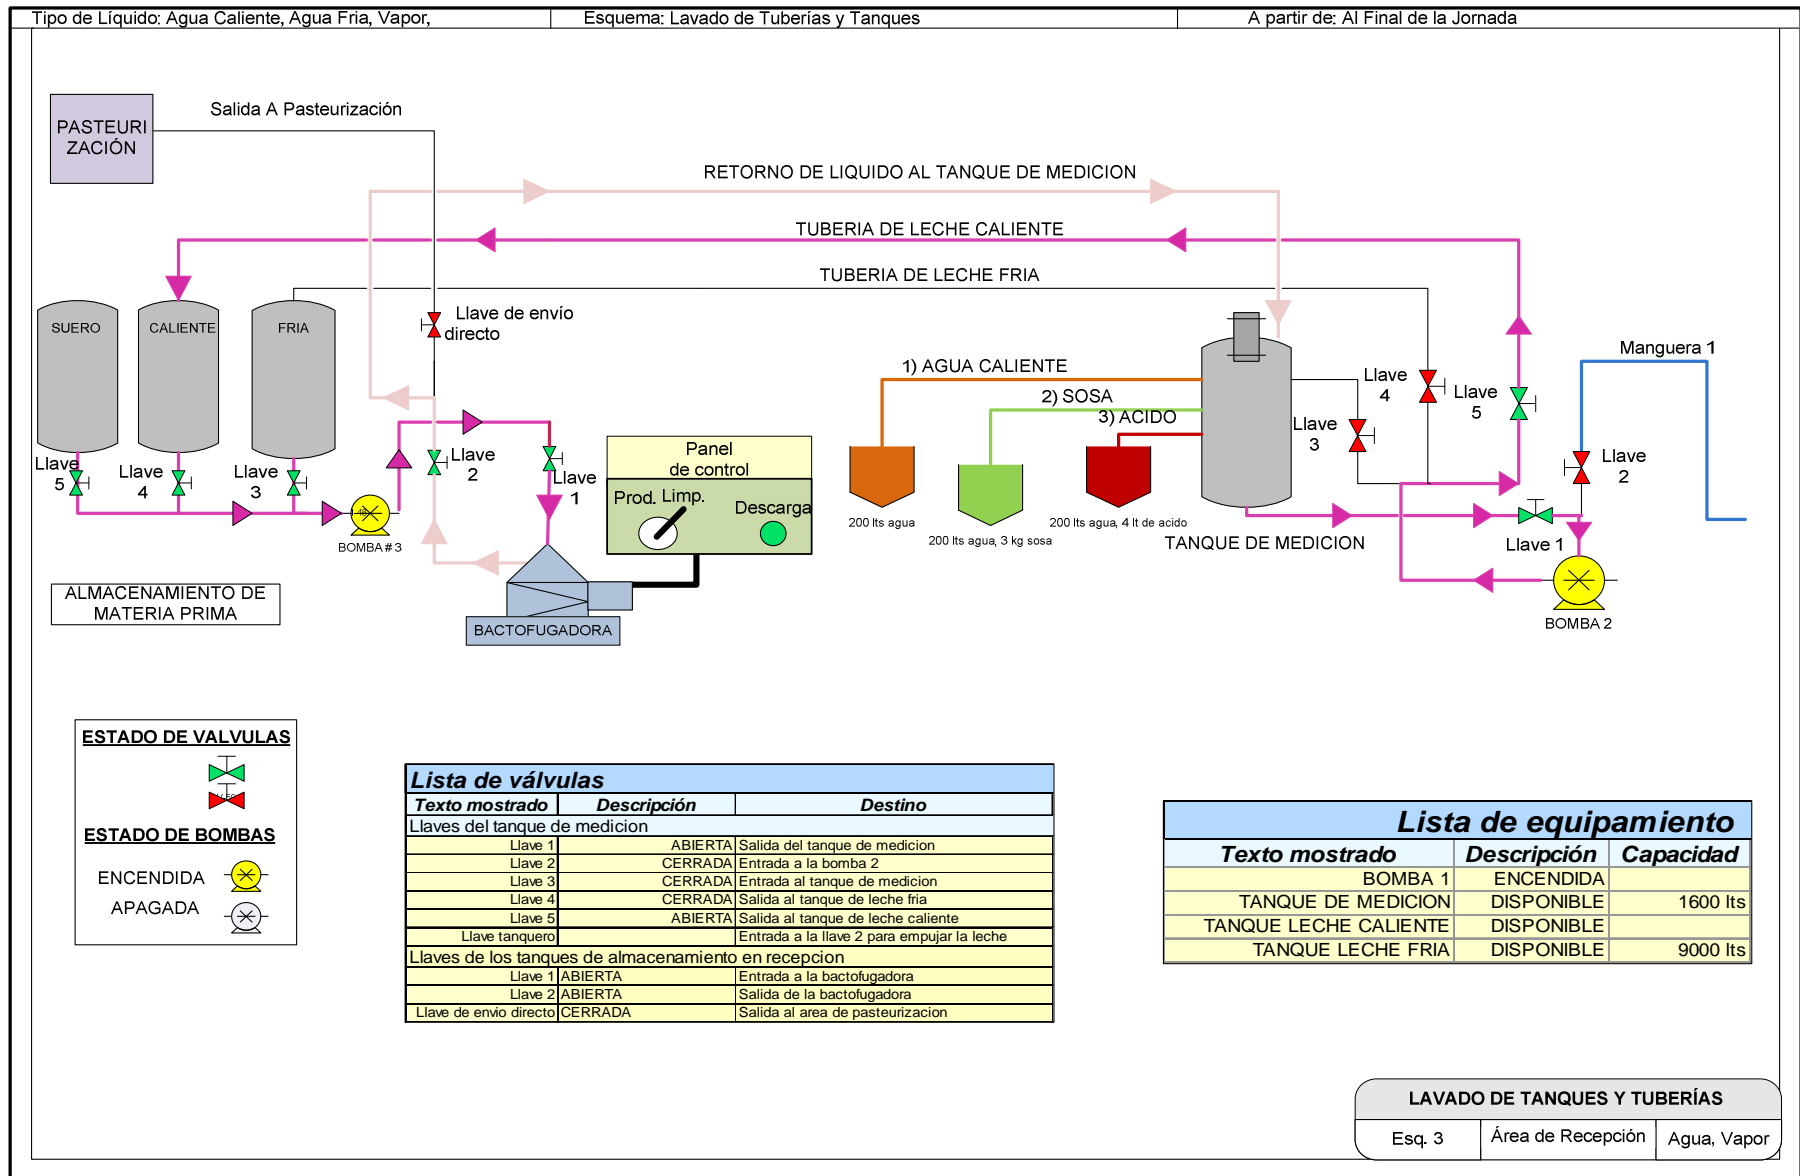 Tipo de Líquido: Agua Caliente, Agua Fria, Vapor,
Esquema: Lavado de Tuberías y Tanques
A partir de: Al Final de la Jornada
PASTEURI
ZACIÓN
Salida A Pasteurización
RETORNO DE LIQUIDO AL TANQUE DE MEDICION
TUBERIA DE LECHE CALIENTE
TUBERIA DE LECHE FRIA
SUERO
CALIENTE
FRIA
Llave de envío
directo
Manguera 1
1) AGUA CALIENTE
2) SOSA
3) ACIDO
Llave
4
Llave
5
Llave
3
Llave
2
Llave
5
Llave
4
Llave
3
Llave
2
Llave
1
Panel
de control
Prod. Limp.
Descarga
200 lts agua
200 lts agua, 3 kg sosa
200 lts agua, 4 lt de acido
TANQUE DE MEDICION
Llave 1
BOMBA # 3
BOMBA 2
ALMACENAMIENTO DE
MATERIA PRIMA
BACTOFUGADORA
ESTADO DE VALVULAS
ESTADO DE BOMBAS
ENCENDIDA
APAGADA
Lista de válvulas
Texto mostrado Descripción Destino
Llaves del tanque de medicion
Llave 1 ABIERTA Salida del tanque de medicion
Llave 2 CERRADA Entrada a la bomba 2
Llave 3 CERRADA Entrada al tanque de medicion
Llave 4 CERRADA Salida al tanque de leche fria
Llave 5 ABIERTA Salida al tanque de leche caliente
Llave tanquero Entrada a la llave 2 para empujar la leche
Llaves de los tanques de almacenamiento en recepcion
Llave 1 ABIERTA Entrada a la bactofugadora
Llave 2 ABIERTA Salida de la bactofugadora
Llave de envio directo CERRADA Salida al area de pasteurizacion
Lista de equipamiento
Texto mostrado Descripción Capacidad
BOMBA 1 ENCENDIDA
TANQUE DE MEDICION DISPONIBLE 1600 lts
TANQUE LECHE CALIENTE DISPONIBLE
TANQUE LECHE FRIA DISPONIBLE 9000 lts
LAVADO DE TANQUES Y TUBERÍAS
Esq. 3
Área de Recepción
Agua, Vapor